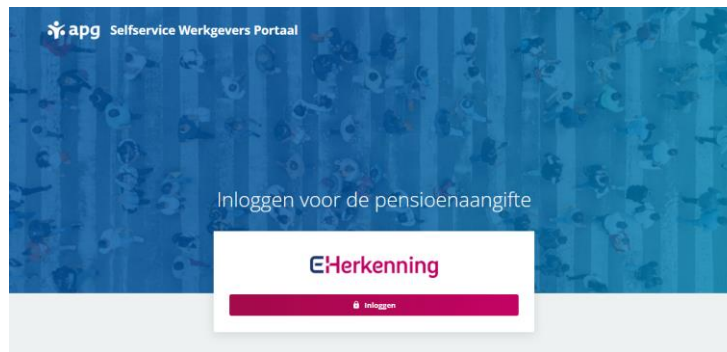 apg Selfservice Werkgevers Portaal
Inloggen voor de pensioenaangifte
EHerkenning
Inloggen